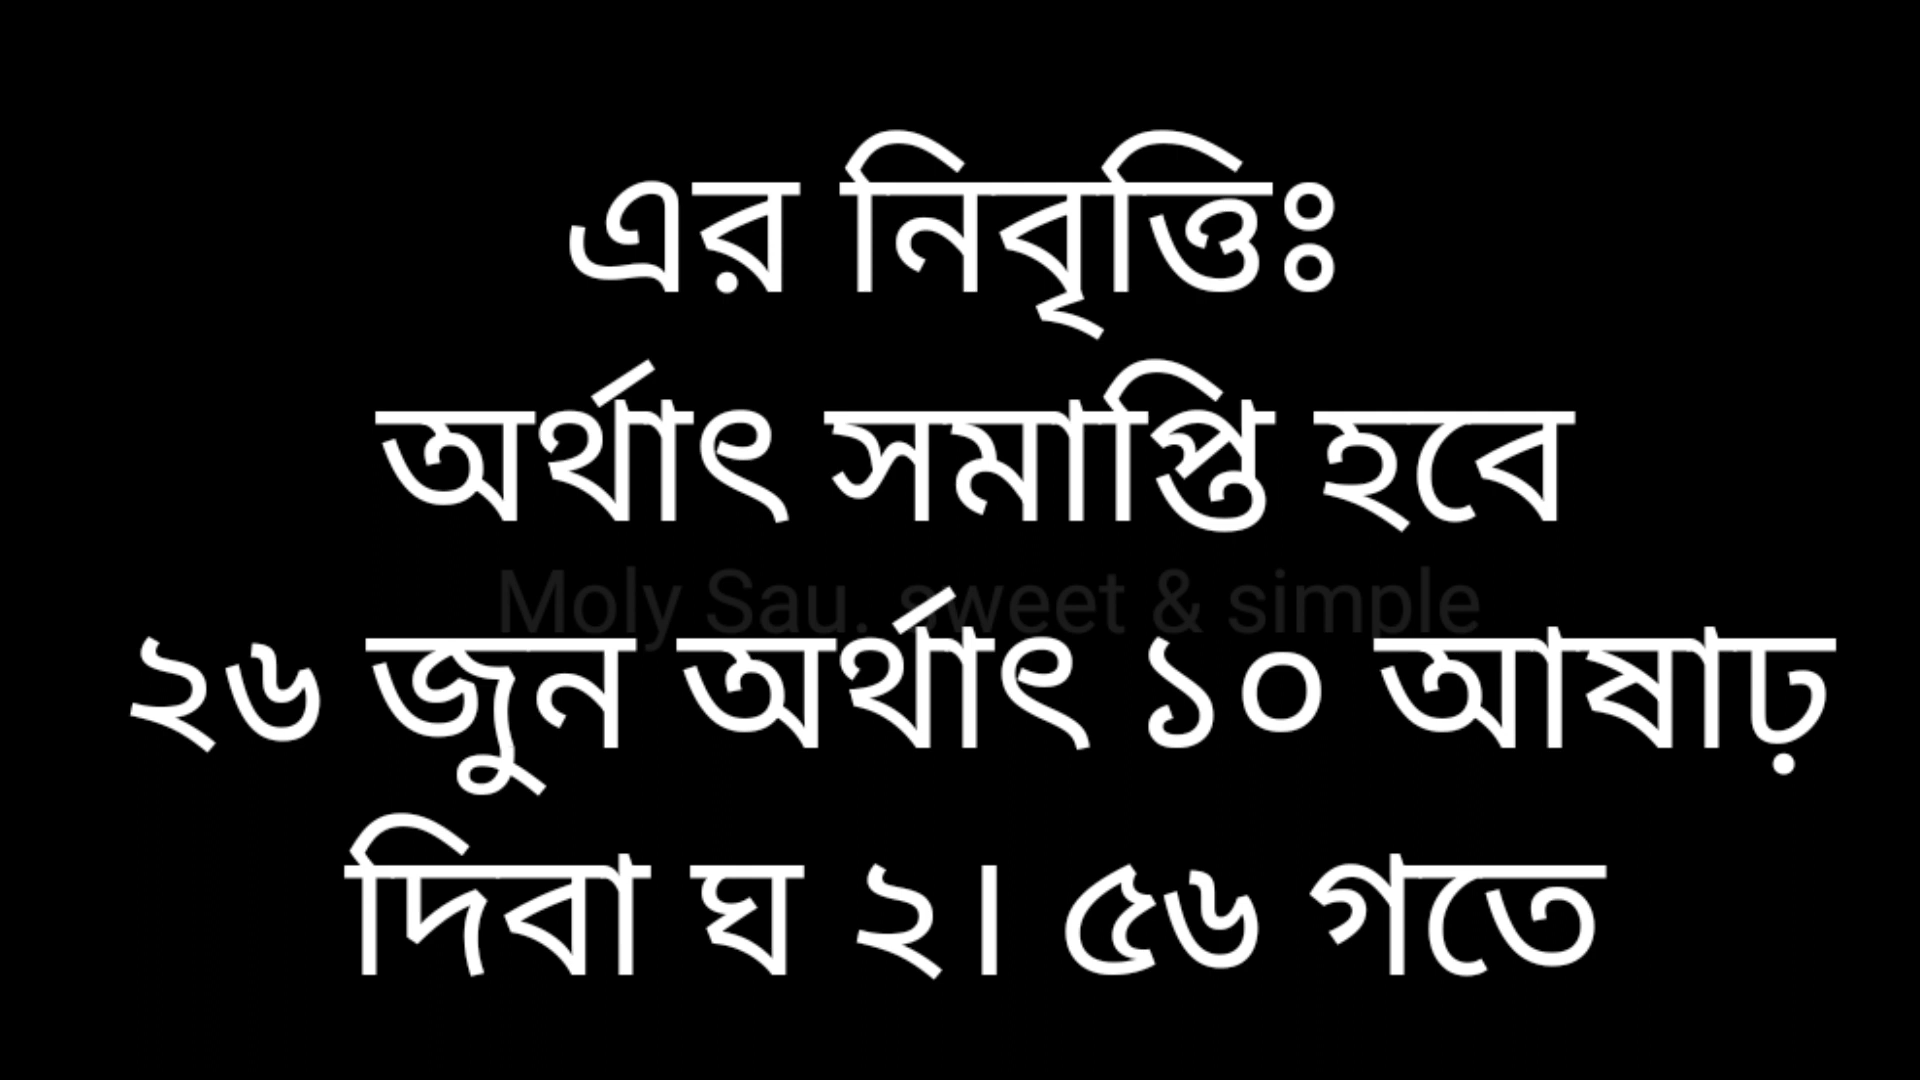 এর নিবৃত্তিঃ
অর্থাৎ সমাপ্তি হবে
Moly Sau. sweet & simple
২৬ জুন অর্থাৎ ১০ আষাঢ়
দিবা ঘ ২। ৫৬ গতে